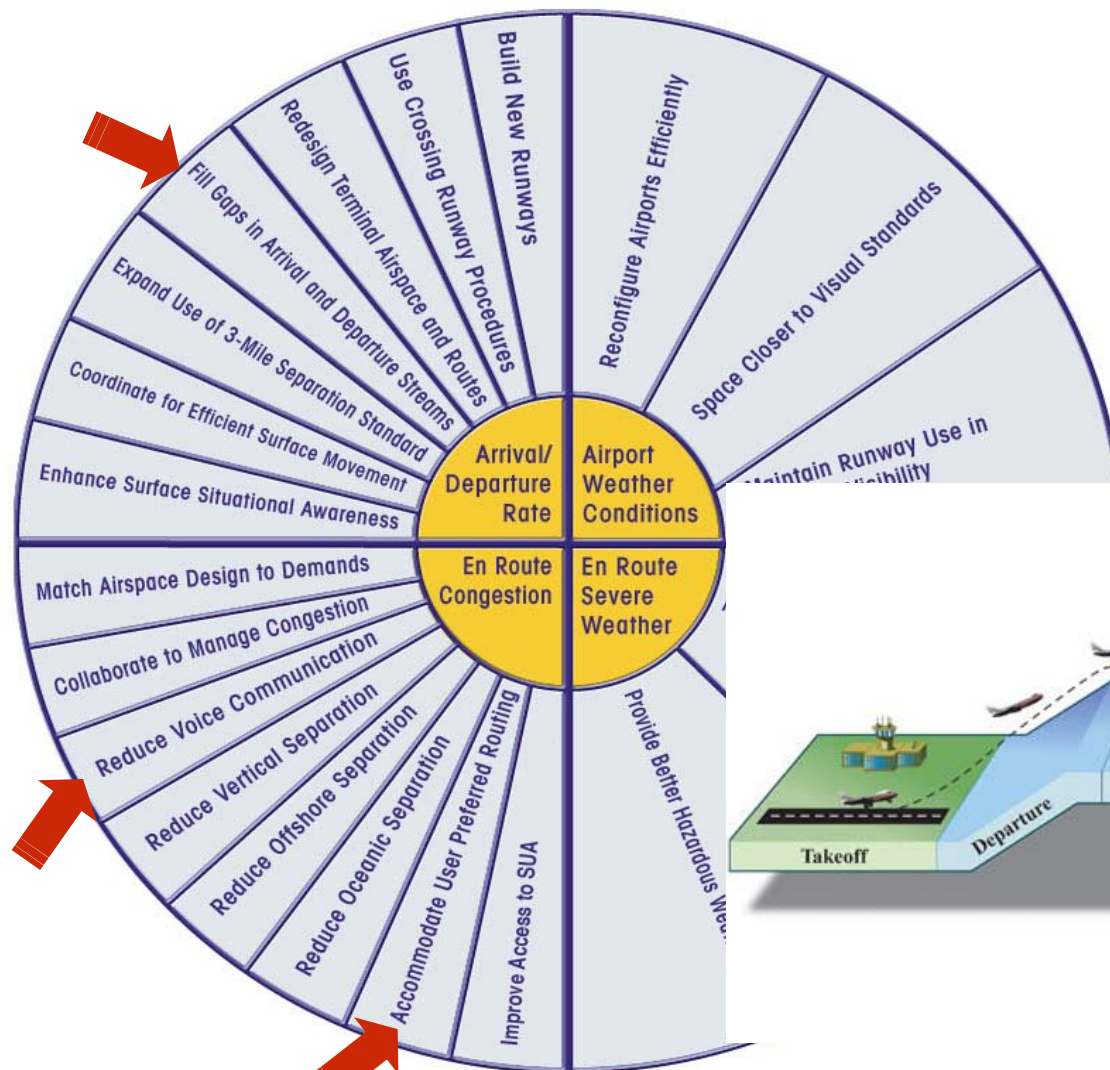 Build New Runways
Use Crossing Runway Procedures
Redesign Terminal Airspace and Routes
Fill Gaps in Arrival and Departure Streams
Expand Use of 3-Mile Separation Standard
Coordinate for Efficient Surface Movement
Enhance Surface Situational Awareness
Reconfigure Airports Efficiently
Space Closer to Visual Standards
Maintain Runway Use in
Visibility
Arrival/
Departure
Rate
Airport
Weather
Conditions
En Route
Congestion
En Route
Severe
Weather
Match Airspace Design to Demands
Collaborate to Manage Congestion
Reduce Voice Communication
Reduce Vertical Separation
Reduce Offshore Separation
Reduce Oceanic Separation
Accommodate User Preferred Routing
Improve Access to SUA
Provide Better Hazardous
Takeoff
Departure